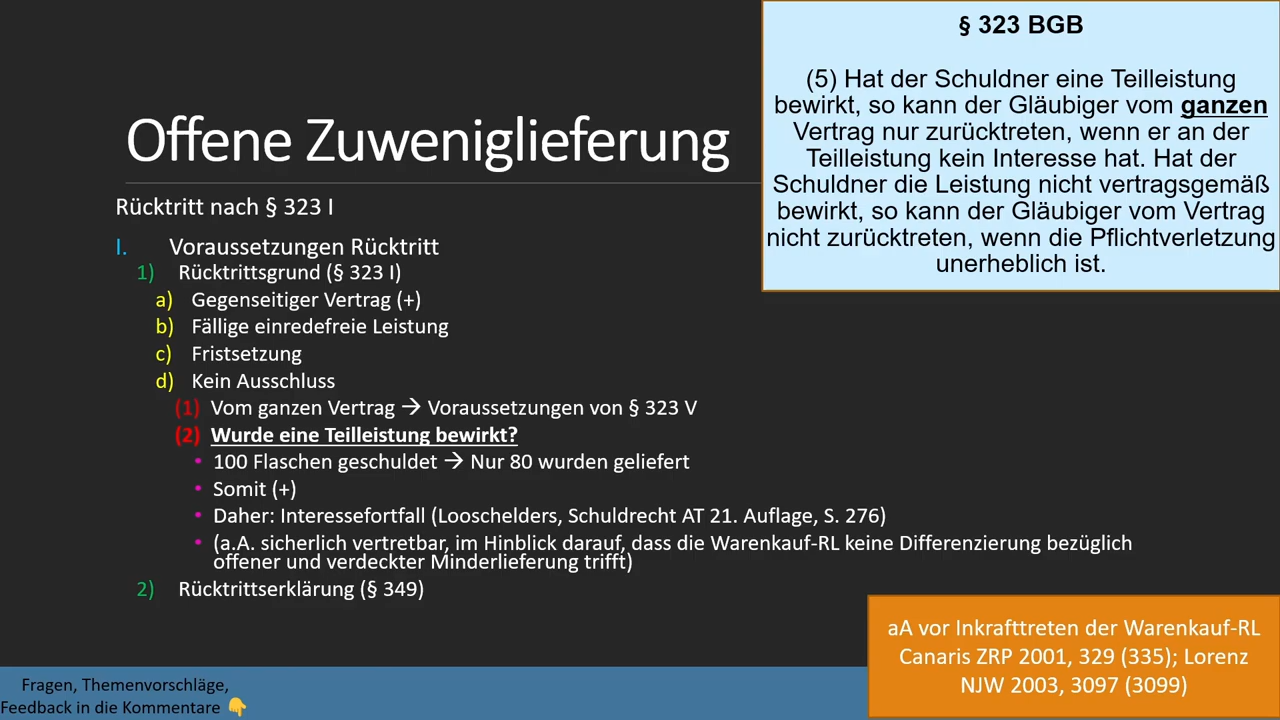 Offene Zuweniglieferung
Rücktritt nach § 323 I
I. Voraussetzungen Rücktritt
1) Rücktrittsgrund (§ 323 I)
a) Gegenseitiger Vertrag (+)
b) Fällige einredefreie Leistung
c) Fristsetzung
d) Kein Ausschluss
(1) Vom ganzen Vertrag → Voraussetzungen von § 323 V
(2) Wurde eine Teilleistung bewirkt?
• 100 Flaschen geschuldet → Nur 80 wurden geliefert
• Somit (+)
• Daher: Interessefortfall (Looschelders, Schuldrecht AT 21. Auflage, S. 276)
• (a.A. sicherlich vertretbar, im Hinblick darauf, dass die Warenkauf-RL keine Differenzierung bezüglich
offener und verdeckter Minderlieferung trifft)
2) Rücktrittserklärung (§ 349)
§ 323 BGB
(5) Hat der Schuldner eine Teilleistung
bewirkt, so kann der Gläubiger vom ganzen
Vertrag nur zurücktreten, wenn er an der
Teilleistung kein Interesse hat. Hat der
Schuldner die Leistung nicht vertragsgemäß
bewirkt, so kann der Gläubiger vom Vertrag
nicht zurücktreten, wenn die Pflichtverletzung
unerheblich ist.
aA vor Inkrafttreten der Warenkauf-RL
Canaris ZRP 2001, 329 (335); Lorenz
NJW 2003, 3097 (3099)
Fragen, Themenvorschläge,
Feedback in die Kommentare 👇